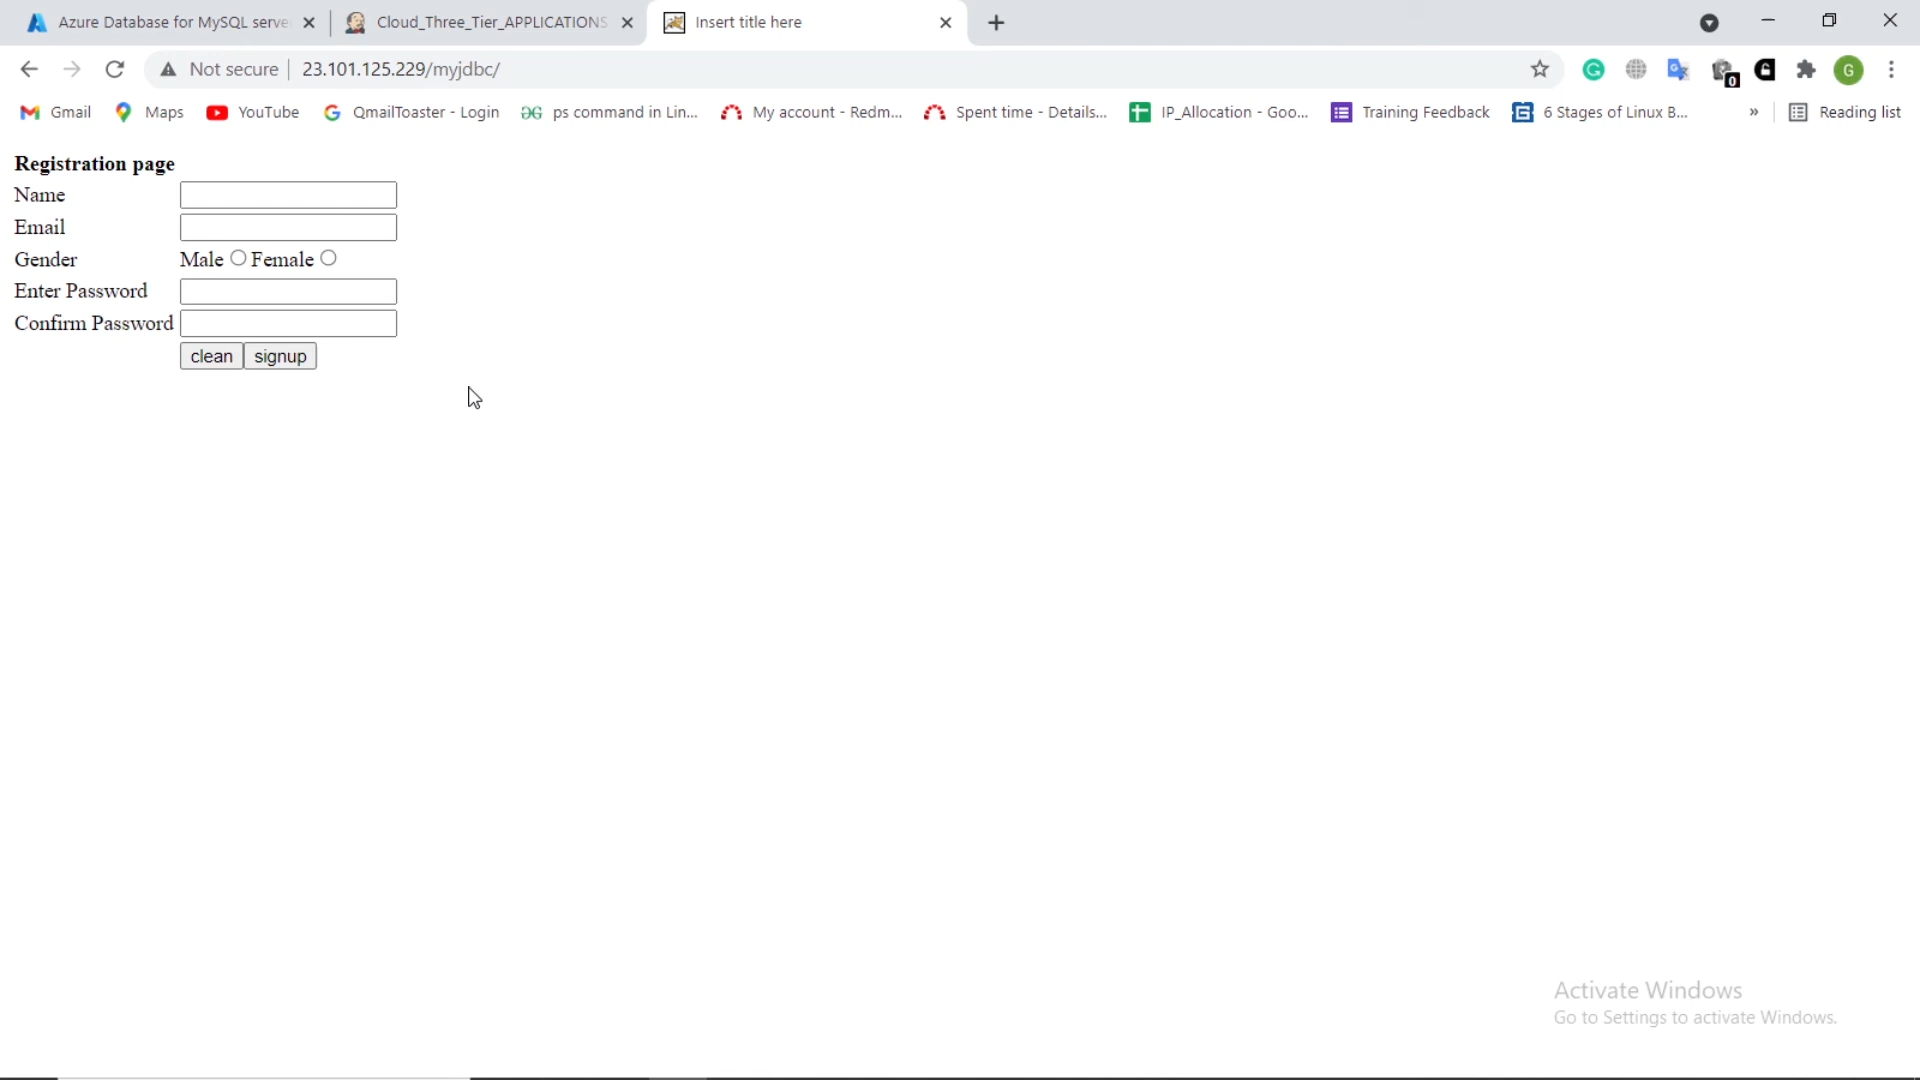 Azure Database for MySQL serve
Cloud_Three_Tier_APPLICATIONS
Insert title here
Not secure
23.101.125.229/myjdbc/
G
0
G
Gmail
Maps
YouTube
QmailToaster - Login
ps command in Lin...
My account - Redm...
Spent time - Details...
IP_Allocation - Goo...
Training Feedback
6 Stages of Linux B...
»
Reading list
Registration page
Name
Email
Gender Male Female
Enter Password
Confirm Password
clean signup
Activate Windows
Go to Settings to activate Windows.